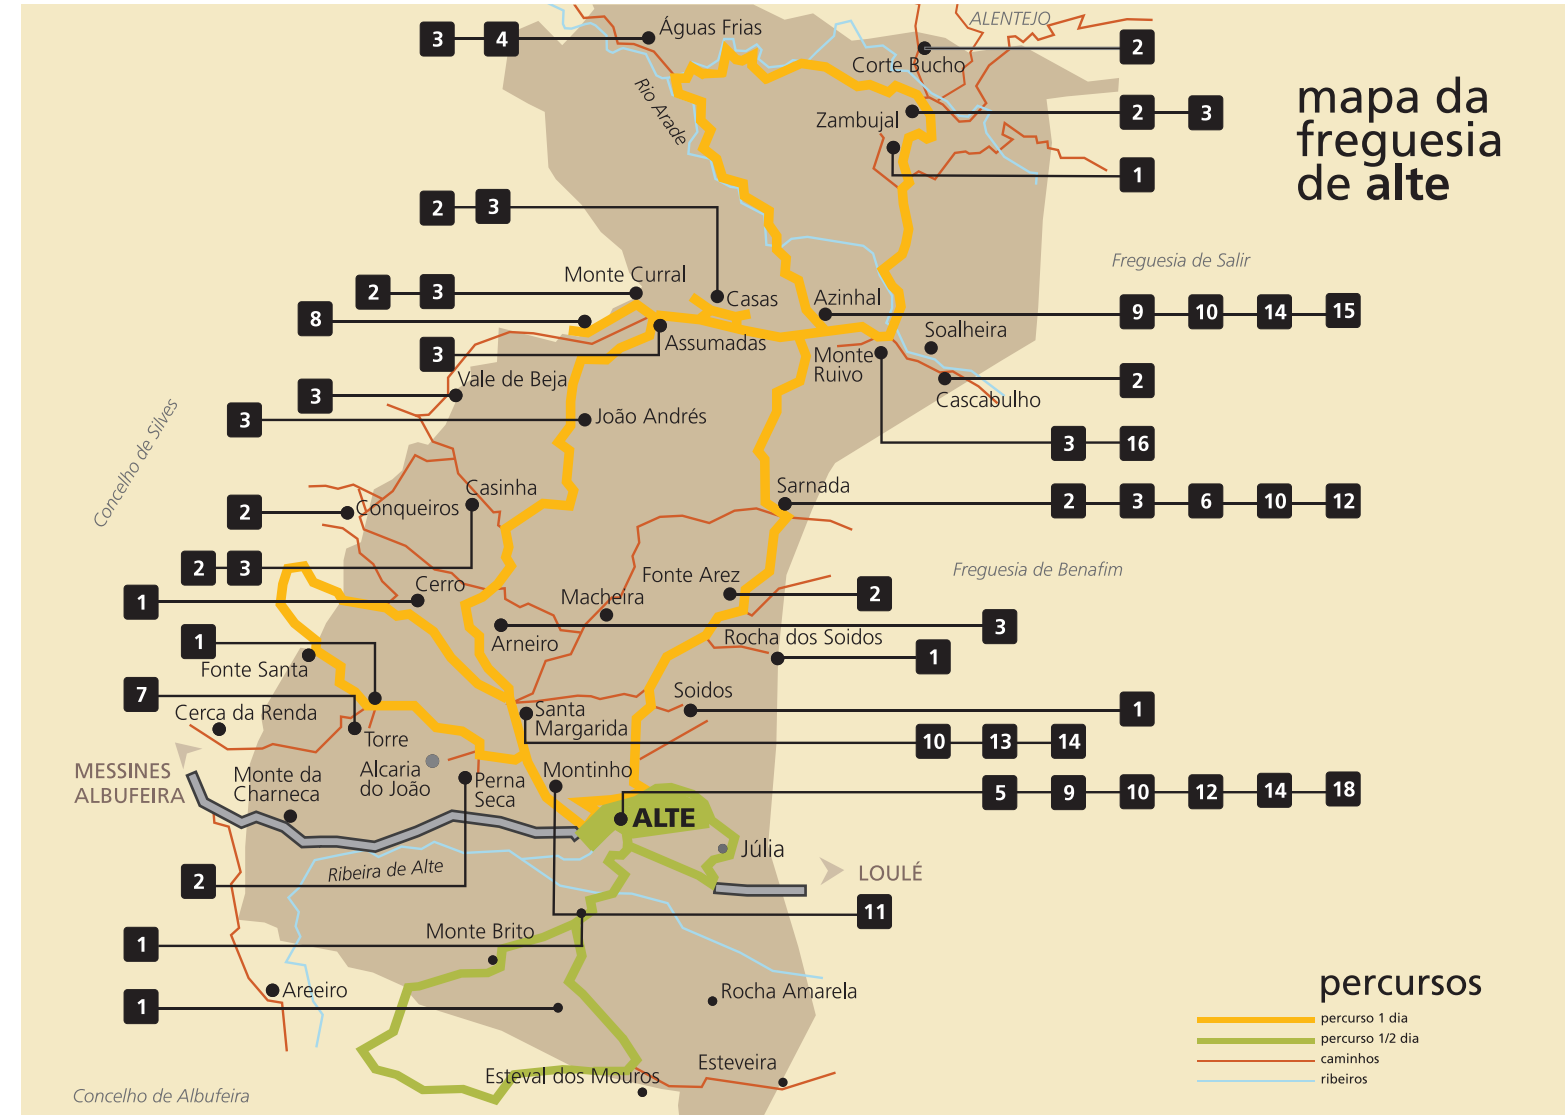 mapa da
freguesia
de alte
ALENTEJO
Águas Frias
3 4
Corte Bucho
2
Rio Arade
Zambujal
2 3
1
2 3
Freguesia de Salir
Monte Curral
2 3
Casas
Azinhal
9 10 14 15
8
Soalheira
Assumadas
3
Monte
Ruivo
Vale de Beja
3
2
Cascabulho
João Andrés
3
3 16
Concelho de Silves
Casinha
Sarnada
2 3 6 10 12
Conqueiros
2
2 3
Freguesia de Benafim
Cerro
1
Fonte Arez
2
Macheira
Arneiro
3
Rocha dos Soidos
1
1
Fonte Santa
7
Soidos
1
Cerca da Renda
Torre
Santa
Margarida
10 13 14
MESSINES
ALBUFEIRA
Monte da
Charneca
Alcaria
do João
Perna
Seca
Montinho
5 9 10 12 14 18
ALTE
Júlia
LOULÉ
Ribeira de Alte
2
11
Monte Brito
1
Areeiro
Rocha Amarela
1
Esteveira
Esteval dos Mouros
Concelho de Albufeira
percursos
percurso 1 dia
percurso 1/2 dia
caminhos
ribeiros